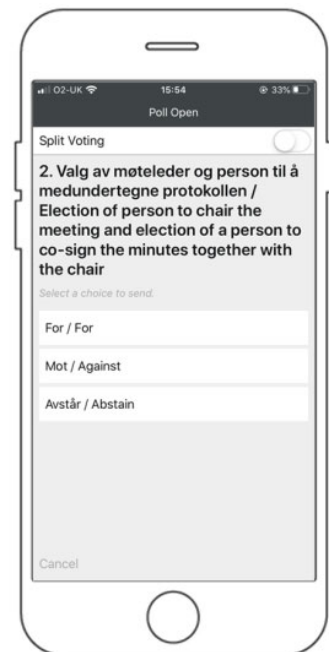 O2-UK 15:54 33%
Poll Open
Split Voting
2. Valg av møteleder og person til å
medundertegne protokollen /
Election of person to chair the
meeting and election of a person to
co-sign the minutes together with
the chair
Select a choice to send.
For / For
Mot / Against
Avstår / Abstain
Cancel